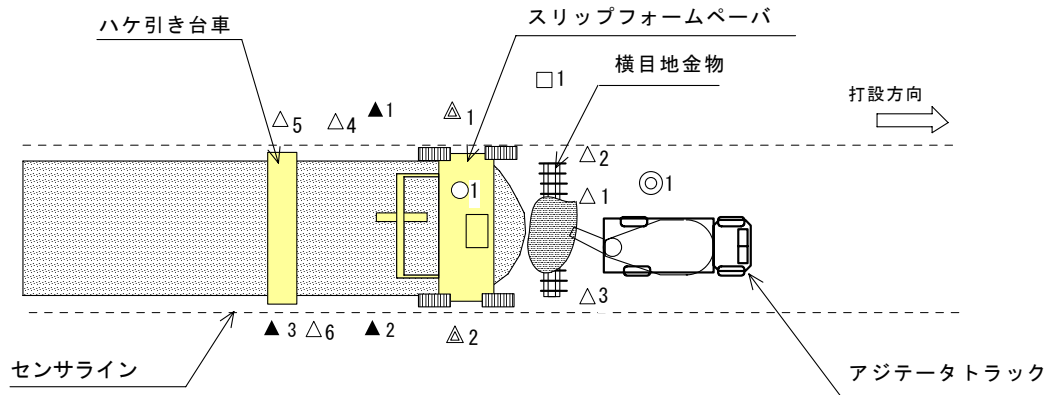 スリップフォームペーバ
ハケ引き台車
横目地金物
□1
打設方向
△5 △4 ▲1 1
△2
○1
△1 ◎1
△3
▲3 △6 ▲2 2
センサライン
アジテータトラック